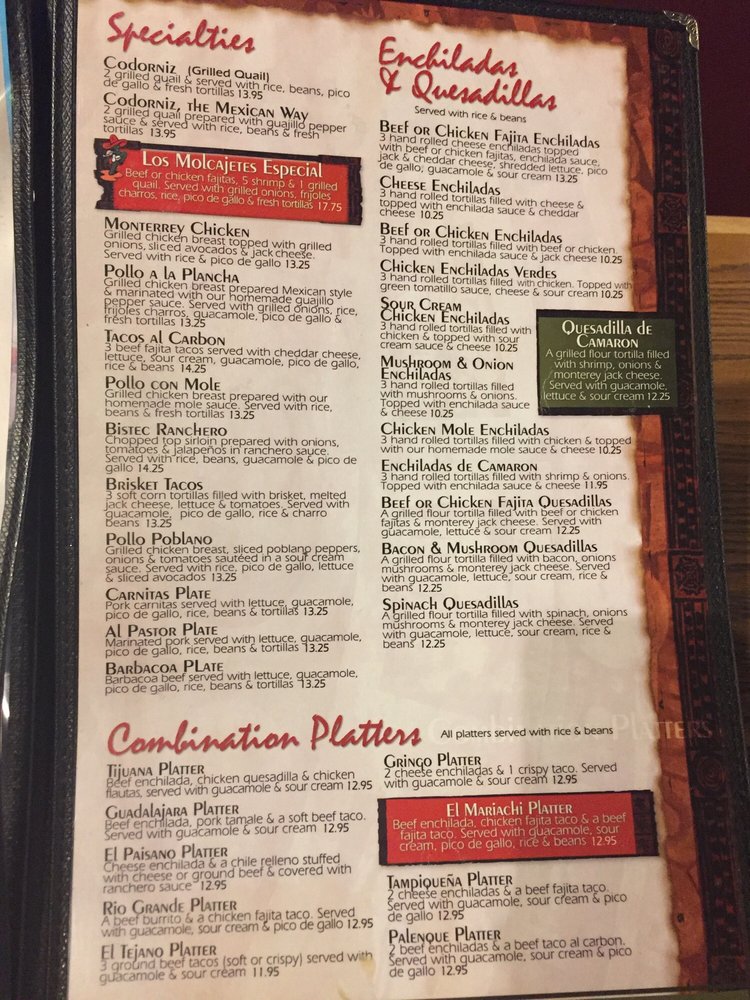 Specialties
Codorniz (Grilled Quail)
2 grilled quail & served with rice, beans, pico
de gallo & fresh tortillas 13.95
Codorniz, the Mexican Way
2 grilled quail prepared with guajillo pepper
sauce & served with rice, beans & fresh
tortillas 13.95
Los Molcajetes Especial
Beef or chicken fajitas, 5 shrimp & 1 grilled
quail. Served with grilled onions, frijoles
charros, rice, pico de gallo & fresh tortillas 17.75
Monterrey Chicken
Grilled chicken breast topped with grilled
onions, sliced avocados & jack cheese.
Served with rice & pico de gallo 13.25
Pollo a la Plancha
Grilled chicken breast prepared Mexican style
& marinated with our homemade guajillo
pepper sauce. Served with grilled onions, rice,
frijoles charros, guacamole, pico de gallo &
fresh tortillas 13.25
Tacos al Carbon
3 beef fajita tacos served with cheddar cheese,
lettuce, sour cream, guacamole, pico de gallo,
rice & beans 14.25
Pollo con Mole
Grilled chicken breast prepared with our
homemade mole sauce. Served with rice,
beans & fresh tortillas 13.25
Bistec Ranchero
Chopped top sirloin prepared with onions,
tomatoes & jalapeños in ranchero sauce.
Served with rice, beans, guacamole & pico de
gallo 14.25
Brisket Tacos
3 soft corn tortillas filled with brisket, melted
jack cheese, lettuce & tomatoes. Served with
guacamole, pico de gallo, rice & charro
beans 13.25
Pollo Poblano
Grilled chicken breast, sliced poblano peppers,
onions & tomatoes sautéed in a sour cream
sauce. Served with rice, pico de gallo, lettuce
& sliced avocados 13.25
Carnitas Plate
Pork carnitas served with lettuce, guacamole,
pico de gallo, rice, beans & tortillas 13.25
Al Pastor Plate
Marinated pork served with lettuce, guacamole,
pico de gallo, rice, beans & tortillas 13.25
Barbacoa Plate
Barbacoa beef served with lettuce, guacamole,
pico de gallo, rice, beans & tortillas 13.25
Enchiladas
& Quesadillas
Served with rice & beans
Beef or Chicken Fajita Enchiladas
3 hand rolled cheese enchiladas topped
with beef or chicken fajitas, enchilada sauce,
jack & cheddar cheese, shredded lettuce, pico
de gallo, guacamole & sour cream 13.25
Cheese Enchiladas
3 hand rolled tortillas filled with cheese &
topped with enchilada sauce & cheddar
cheese 10.25
Beef or Chicken Enchiladas
3 hand rolled tortillas filled with beef or chicken.
Topped with enchilada sauce & jack cheese 10.25
Chicken Enchiladas Verdes
3 hand rolled tortillas filled with chicken. Topped with
green tomatillo sauce, cheese & sour cream 10.25
Sour Cream
Chicken Enchiladas
3 hand rolled tortillas filled with
chicken & topped with sour
cream sauce & cheese 10.25
Mushroom & Onion
Enchiladas
3 hand rolled tortillas filled
with mushrooms & onions.
Topped with enchilada sauce
& cheese 10.25
Quesadilla de
Camaron
A grilled flour tortilla filled
with shrimp, onions &
monterey jack cheese.
Served with guacamole,
lettuce & sour cream 12.25
Chicken Mole Enchiladas
3 hand rolled tortillas filled with chicken & topped
with our homemade mole sauce & cheese 10.25
Enchiladas de Camaron
3 hand rolled tortillas filled with shrimp & onions.
Topped with enchilada sauce & cheese 11.95
Beef or Chicken Fajita Quesadillas
A grilled flour tortilla filled with beef or chicken
fajitas & monterey jack cheese. Served with
guacamole, lettuce & sour cream 12.25
Bacon & Mushroom Quesadillas
A grilled flour tortilla filled with bacon, onions
mushrooms & monterey jack cheese. Served
with guacamole, lettuce, sour cream, rice &
beans 12.25
Spinach Quesadillas
A grilled flour tortilla filled with spinach, onions
mushrooms & monterey jack cheese. Served
with guacamole, lettuce, sour cream, rice &
beans 12.25
Combination Platters All platters served with rice & beans PLATTERS
Tijuana Platter
Beef enchilada, chicken quesadilla & chicken
flautas, served with guacamole & sour cream 12.95
Guadalajara Platter
Beef enchilada, pork tamale & a soft beef taco.
Served with guacamole & sour cream 12.95
El Paisano Platter
Cheese enchilada & a chile relleno stuffed
with cheese or ground beef & covered with
ranchero sauce 12.95
Rio Grande Platter
A beef burrito & a chicken fajita taco. Served
with guacamole, sour cream & pico de gallo 12.95
El Tejano Platter
3 ground beef tacos (soft or crispy) served with
guacamole & sour cream 11.95
Gringo Platter
2 cheese enchiladas & 1 crispy taco. Served
with guacamole & sour cream 12.95
El Mariachi Platter
Beef enchilada, chicken fajita taco & a beef
fajita taco. Served with guacamole, sour
cream, pico de gallo, rice & beans 12.95
Tampiqueña Platter
2 cheese enchiladas & a beef fajita taco.
Served with guacamole, sour cream & pico
de gallo 12.95
Palenque Platter
2 beef enchiladas & a beef taco al carbon.
Served with guacamole, sour cream & pico
de gallo 12.95